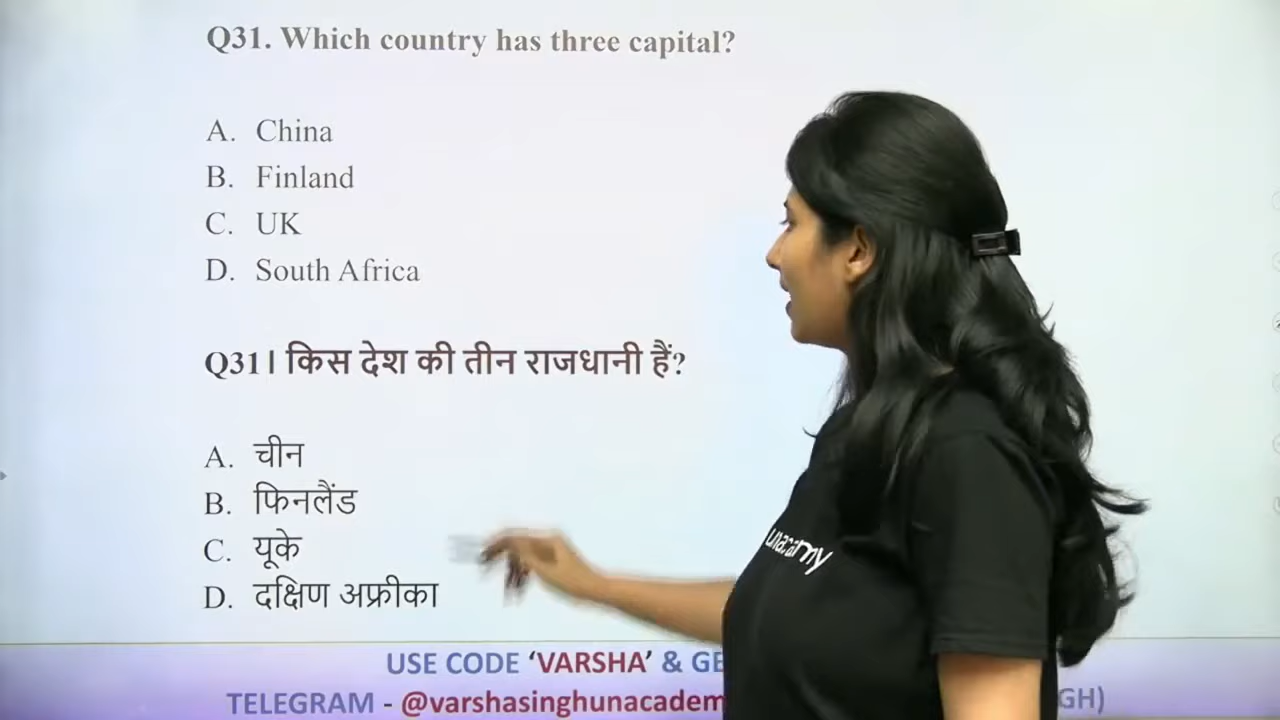 Q31. Which country has three capital?
A. China
B. Finland
C. UK
D. South Africa
Q31। किस देश की तीन राजधानी हैं?
A. चीन
B. फिनलैंड
C. यूके
D. दक्षिण अफ्रीका
unacademy
USE CODE ‘VARSHA’ & GE
TELEGRAM - @varshasinghunacadem GH)